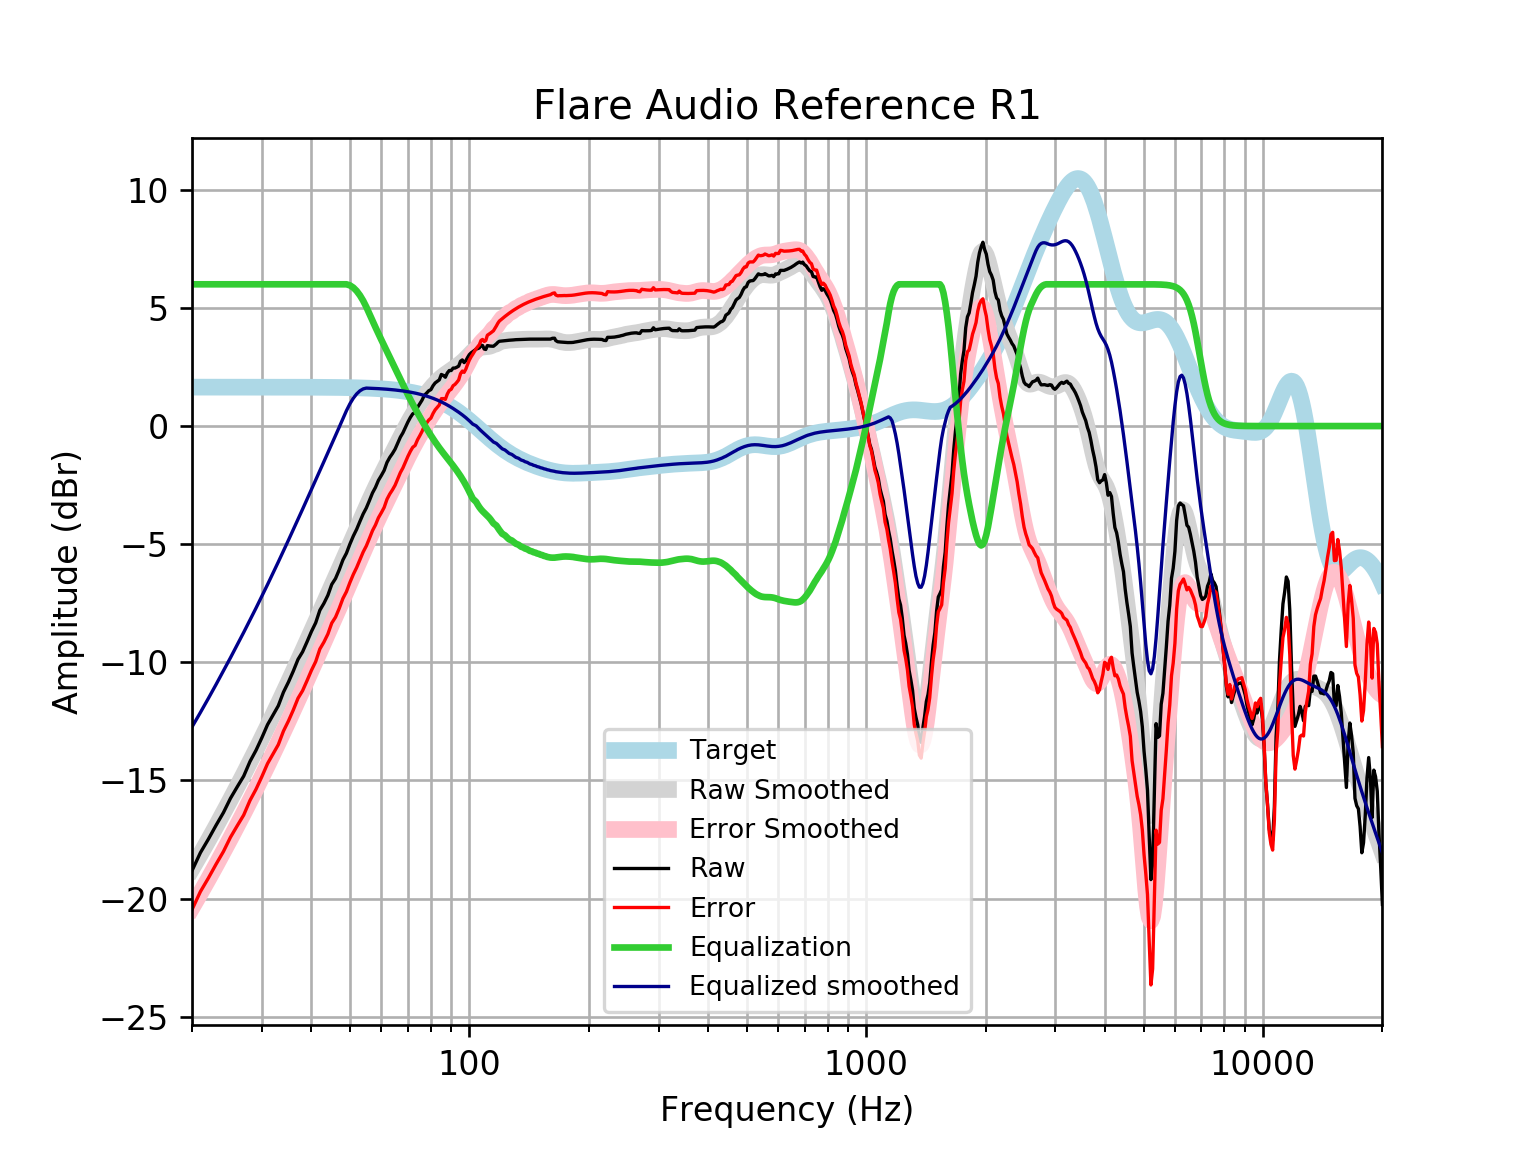 Flare Audio Reference R1
10
5
0
−5
−10
−15
−20
−25
Amplitude (dBr)
Target
Raw Smoothed
Error Smoothed
Raw
Error
Equalization
Equalized smoothed
100 1000 10000
Frequency (Hz)